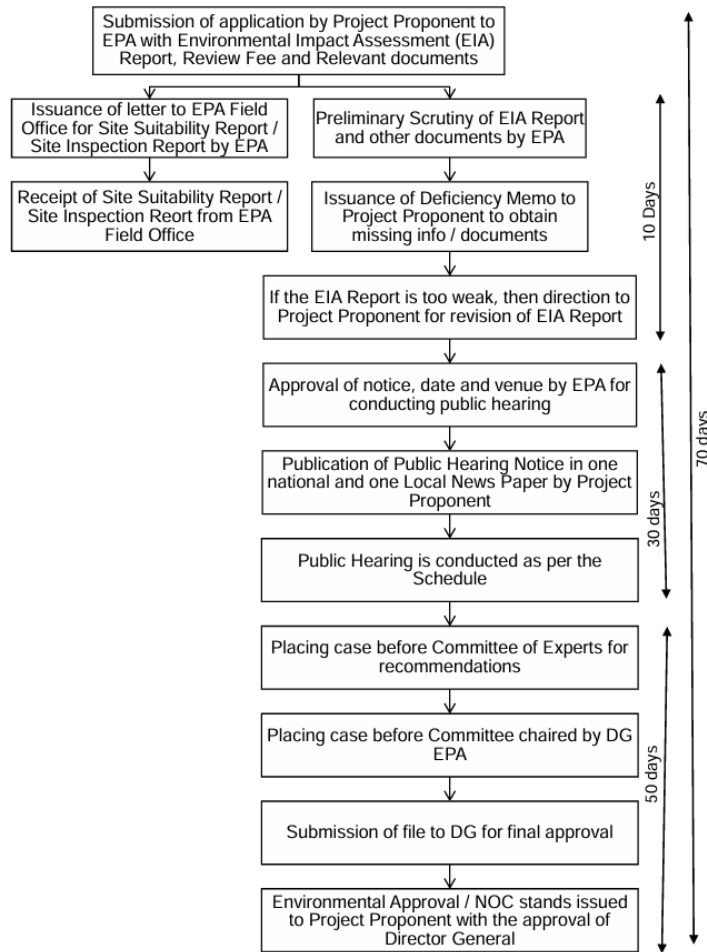 Submission of application by Project Proponent to
EPA with Environmental Impact Assessment (EIA)
Report, Review Fee and Relevant documents
Issuance of letter to EPA Field
Office for Site Suitability Report /
Site Inspection Report by EPA
Preliminary Scrutiny of EIA Report
and other documents by EPA
Receipt of Site Suitability Report /
Site Inspection Reort from EPA
Field Office
Issuance of Deficiency Memo to
Project Proponent to obtain
missing info / documents
If the EIA Report is too weak, then direction to
Project Proponent for revision of EIA Report
10 Days
Approval of notice, date and venue by EPA for
conducting public hearing
Publication of Public Hearing Notice in one
national and one Local News Paper by Project
Proponent
Public Hearing is conducted as per the
Schedule
30 days
Placing case before Committee of Experts for
recommendations
Placing case before Committee chaired by DG
EPA
Submission of file to DG for final approval
Environmental Approval / NOC stands issued
to Project Proponent with the approval of
Director General
50 days
70 days